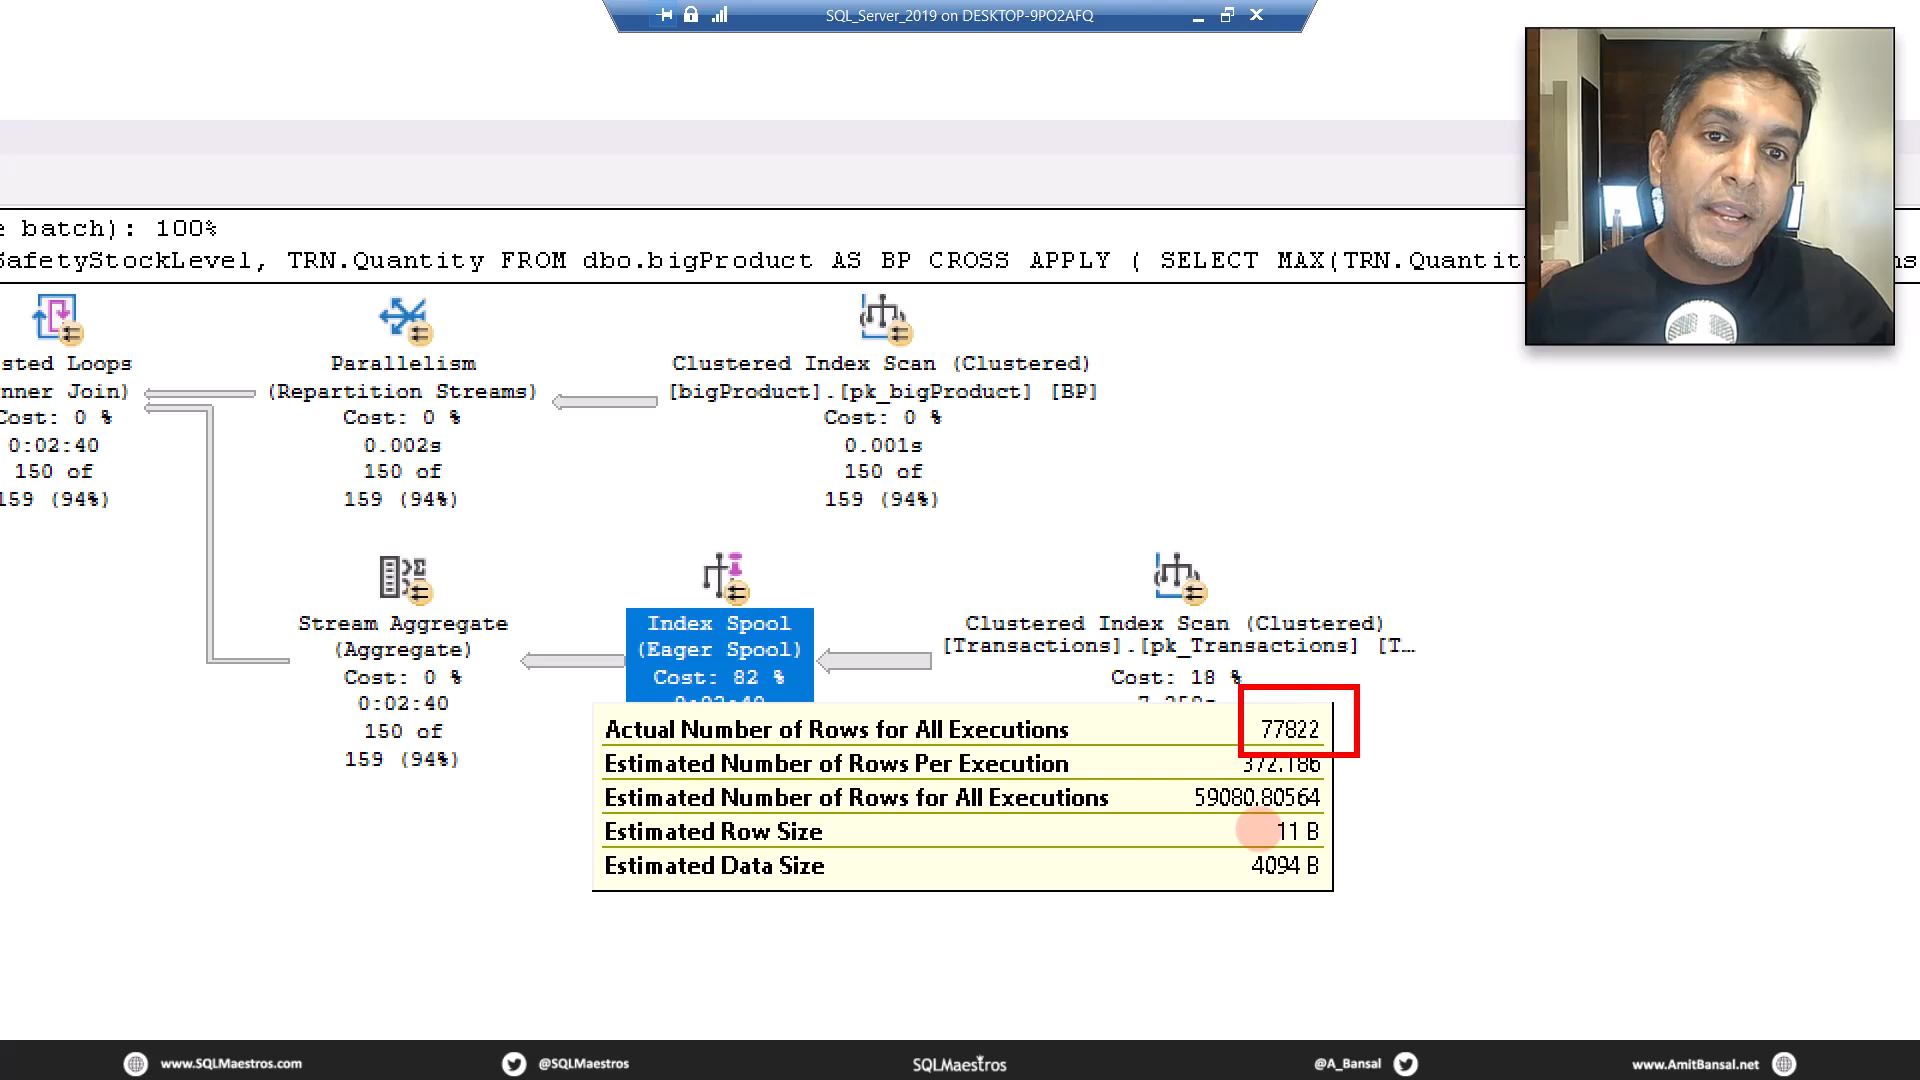 SQL_Server_2019 on DESKTOP-9PO2AFQ
e batch): 100%
SafetyStockLevel, TRN.Quantity FROM dbo.bigProduct AS BP CROSS APPLY ( SELECT MAX(TRN.Quantit
ns
sted Loops
nner Join)
Cost: 0 %
0:02:40
150 of
159 (94%)
Parallelism
(Repartition Streams)
Cost: 0 %
0.002s
150 of
159 (94%)
Clustered Index Scan (Clustered)
[bigProduct].[pk_bigProduct] [BP]
Cost: 0 %
0.001s
150 of
159 (94%)
Stream Aggregate
(Aggregate)
Cost: 0 %
0:02:40
150 of
159 (94%)
Index Spool
(Eager Spool)
Cost: 82 %
Clustered Index Scan (Clustered)
[Transactions].[pk_Transactions] [T…
Cost: 18 %
Actual Number of Rows for All Executions 77822
Estimated Number of Rows Per Execution 372.186
Estimated Number of Rows for All Executions 59080.80564
Estimated Row Size 11 B
Estimated Data Size 4094 B
www.SQLMaestros.com
@SQLMaestros
SQLMaestros
@A_Bansal
www.AmitBansal.net